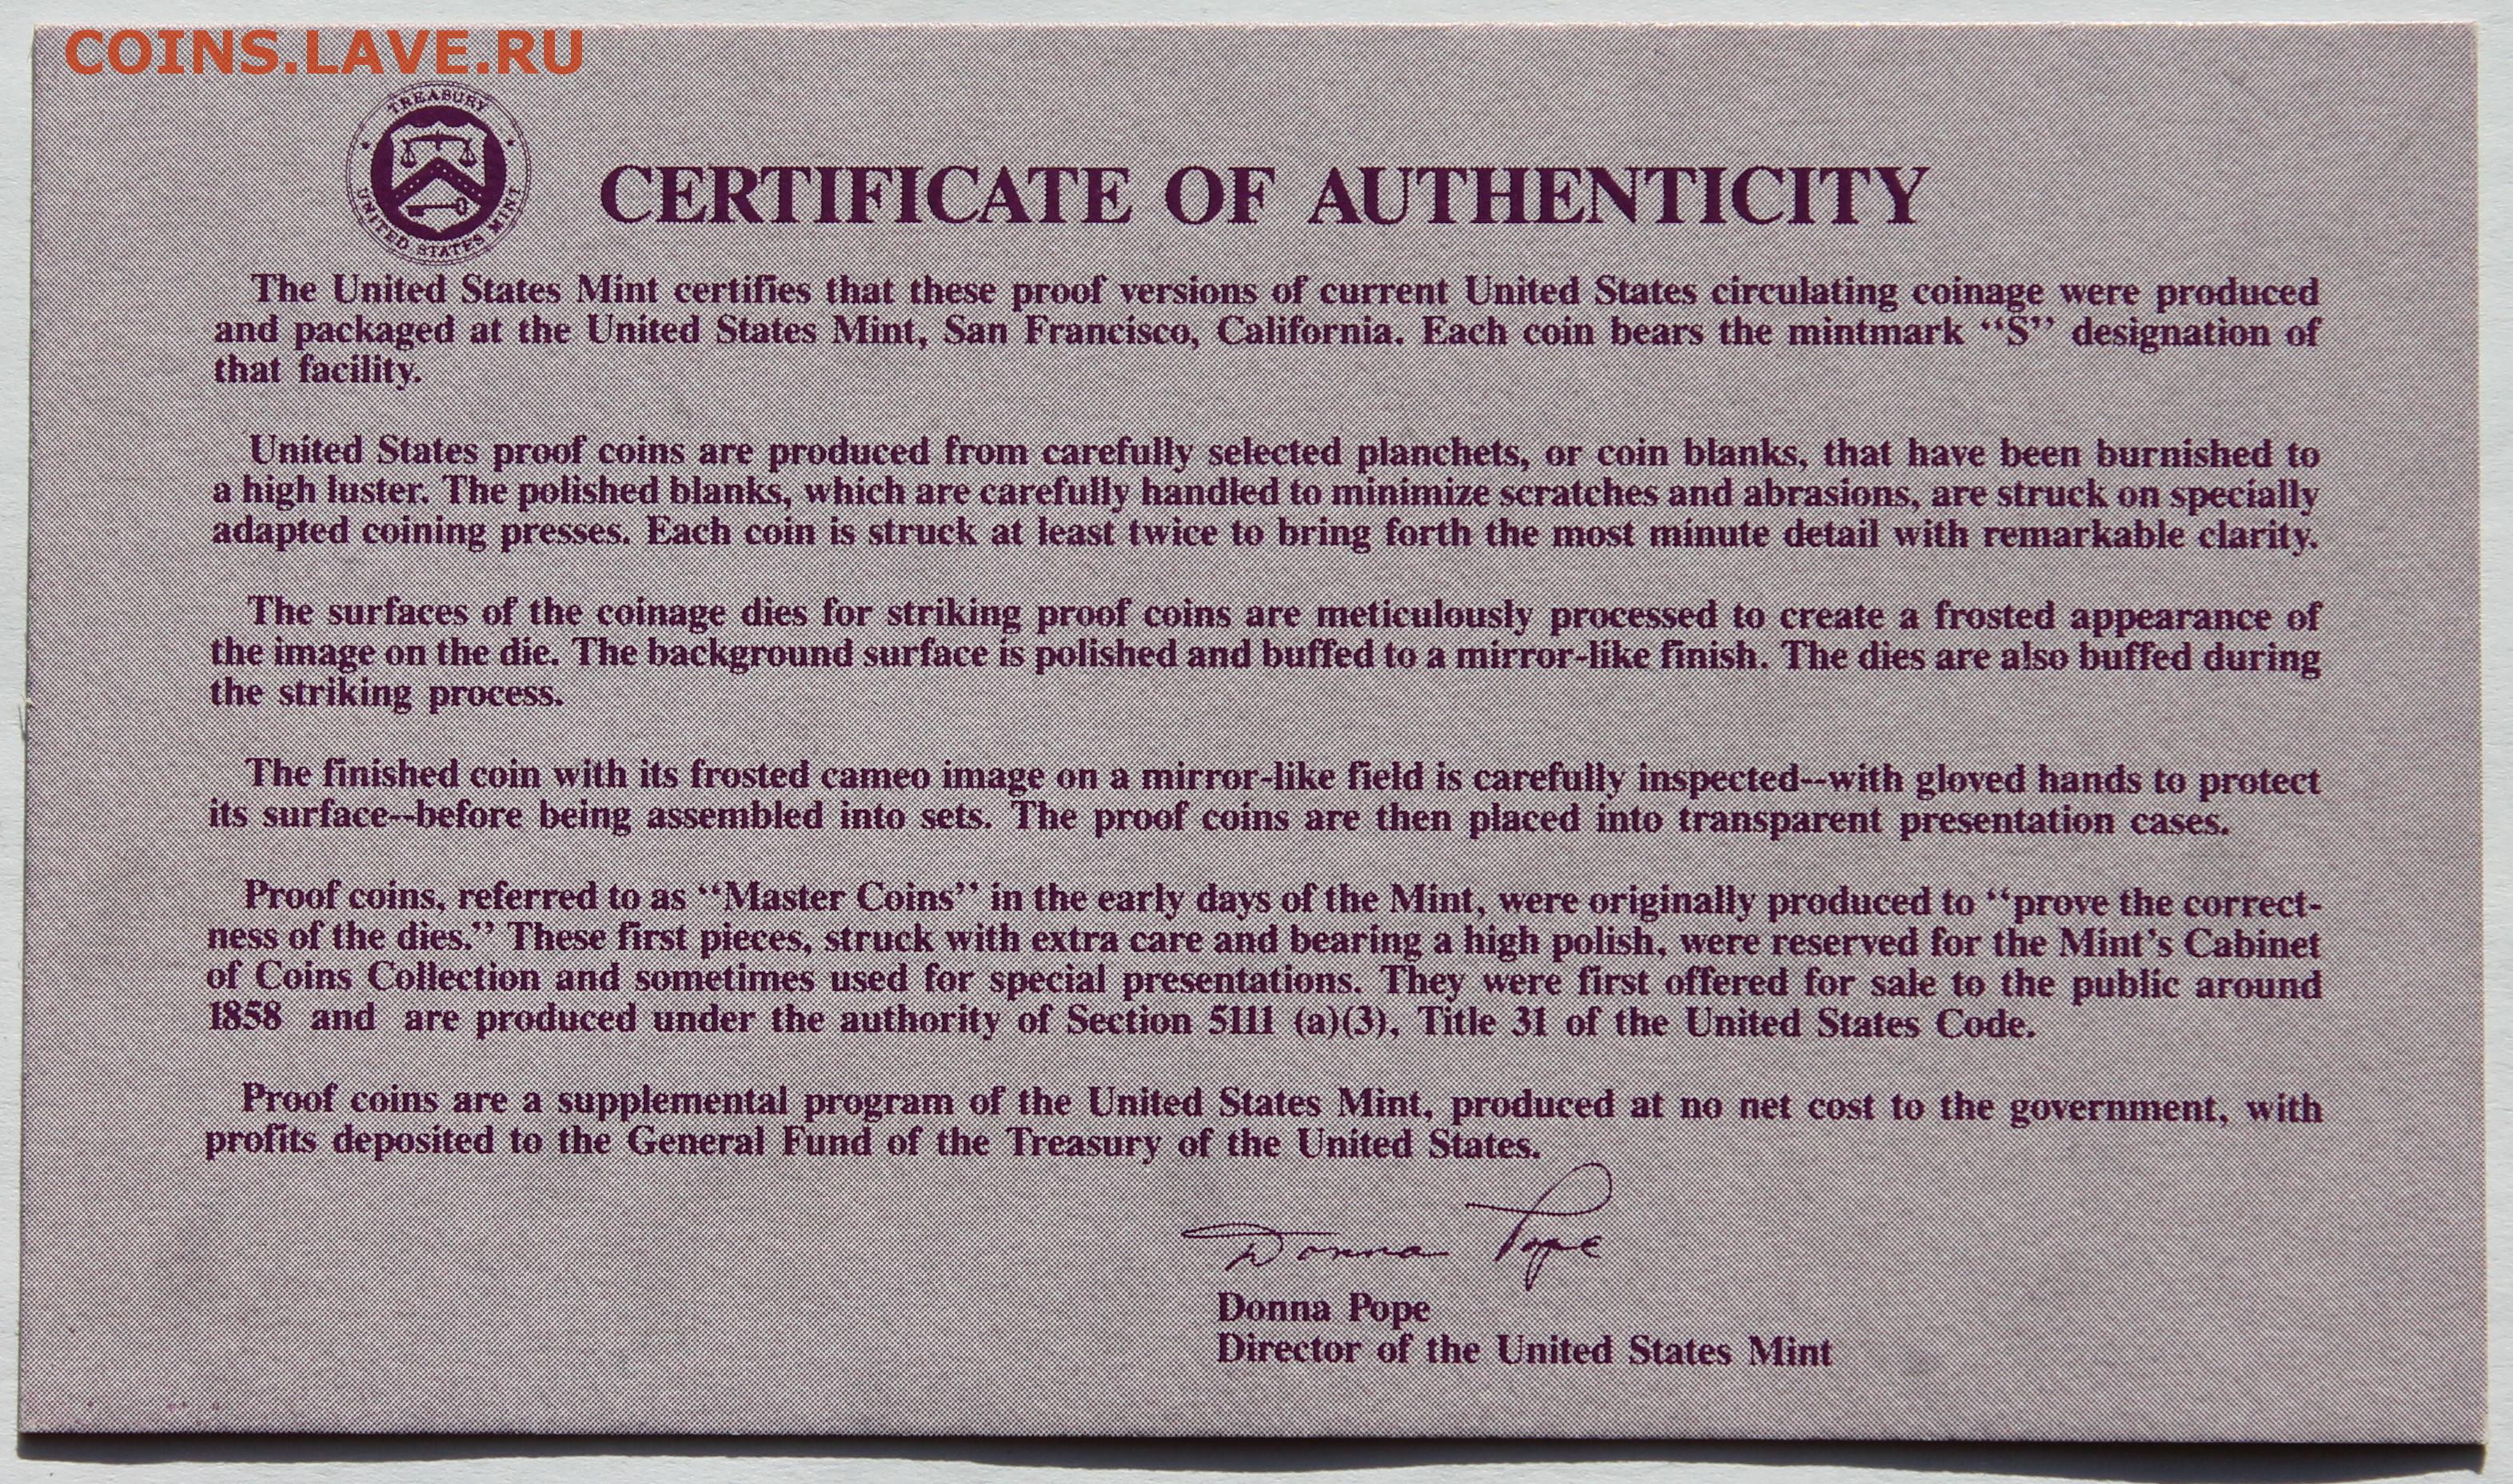 COINS.LAVE.RU
TREASURY
UNITED STATES MINT
CERTIFICATE OF AUTHENTICITY
The United States Mint certifies that these proof versions of current United States circulating coinage were produced
and packaged at the United States Mint, San Francisco, California. Each coin bears the mintmark “S” designation of
that facility.
United States proof coins are produced from carefully selected planchets, or coin blanks, that have been burnished to
a high luster. The polished blanks, which are carefully handled to minimize scratches and abrasions, are struck on specially
adapted coining presses. Each coin is struck at least twice to bring forth the most minute detail with remarkable clarity.
The surfaces of the coinage dies for striking proof coins are meticulously processed to create a frosted appearance of
the image on the die. The background surface is polished and buffed to a mirror-like finish. The dies are also buffed during
the striking process.
The finished coin with its frosted cameo image on a mirror-like field is carefully inspected--with gloved hands to protect
its surface--before being assembled into sets. The proof coins are then placed into transparent presentation cases.
Proof coins, referred to as “Master Coins” in the early days of the Mint, were originally produced to “prove the correct-
ness of the dies.” These first pieces, struck with extra care and bearing a high polish, were reserved for the Mint’s Cabinet
of Coins Collection and sometimes used for special presentations. They were first offered for sale to the public around
1858 and are produced under the authority of Section 5111 (a)(3), Title 31 of the United States Code.
Proof coins are a supplemental program of the United States Mint, produced at no net cost to the government, with
profits deposited to the General Fund of the Treasury of the United States.
Donna Pope
Donna Pope
Director of the United States Mint